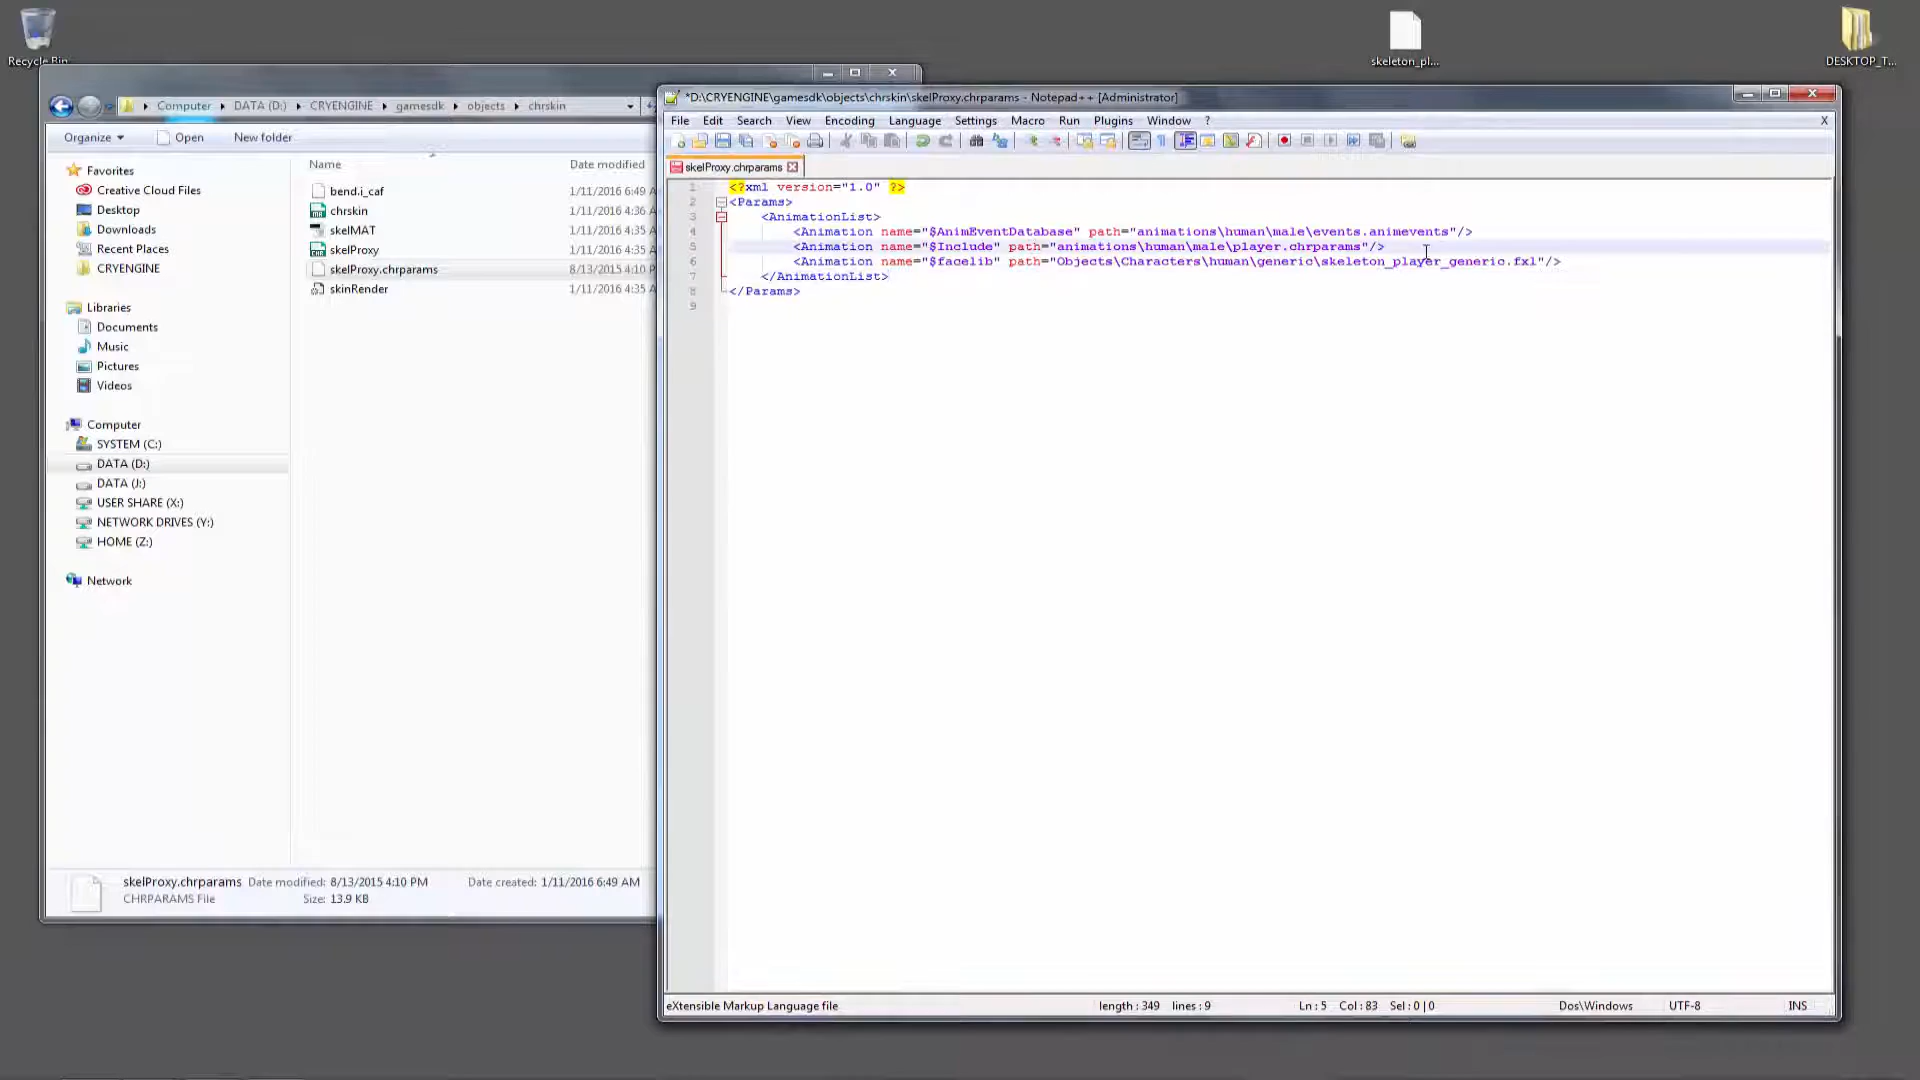 Recycle Bin
skeleton_pl...
DESKTOP_T...
Computer DATA (D:) CRYENGINE gamesdk objects chrskin
Organize Open New folder
Favorites
Creative Cloud Files
Desktop
Downloads
Recent Places
CRYENGINE
Libraries
Documents
Music
Pictures
Videos
Computer
SYSTEM (C:)
DATA (D:)
DATA (J:)
USER SHARE (X:)
NETWORK DRIVES (Y:)
HOME (Z:)
Network
Name Date modified
bend.i_caf 1/11/2016 6:49 A
chrskin 1/11/2016 4:36 A
skelMAT 1/11/2016 4:35 A
skelProxy 1/11/2016 4:35 A
skelProxy.chrparams 8/13/2015 4:10 P
skinRender 1/11/2016 4:35 A
skelProxy.chrparams Date modified: 8/13/2015 4:10 PM Date created: 1/11/2016 6:49 AM
CHRPARAMS File Size: 13.9 KB
*D:\CRYENGINE\gamesdk\objects\chrskin\skelProxy.chrparams - Notepad++ [Administrator]
File Edit Search View Encoding Language Settings Macro Run Plugins Window ? X
skelProxy.chrparams
1 <?xml version="1.0" ?>
2 <Params>
3 <AnimationList>
4 <Animation name="$AnimEventDatabase" path="animations\human\male\events.animevents"/>
5 <Animation name="$Include" path="animations\human\male\player.chrparams"/>
6 <Animation name="$facelib" path="Objects\Characters\human\generic\skeleton_player_generic.fxl"/>
7 </AnimationList>
8 </Params>
9
eXtensible Markup Language file length : 349 lines : 9 Ln : 5 Col : 83 Sel : 0 | 0 Dos\Windows UTF-8 INS